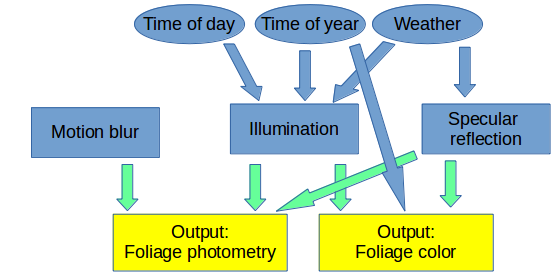 Time of day
Time of year
Weather
Motion blur
Illumination
Specular
reflection
Output:
Foliage photometry
Output:
Foliage color